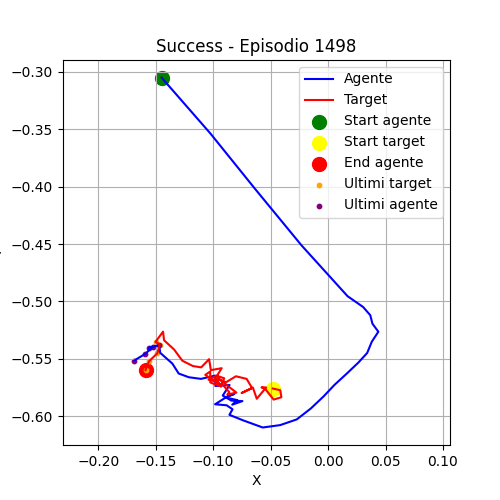 Success - Episodio 1498
Agente
Target
Start agente
Start target
End agente
Ultimi target
Ultimi agente
−0.30
−0.35
−0.40
−0.45
−0.50
−0.55
−0.60
−0.20 −0.15 −0.10 −0.05 0.00 0.05 0.10
X